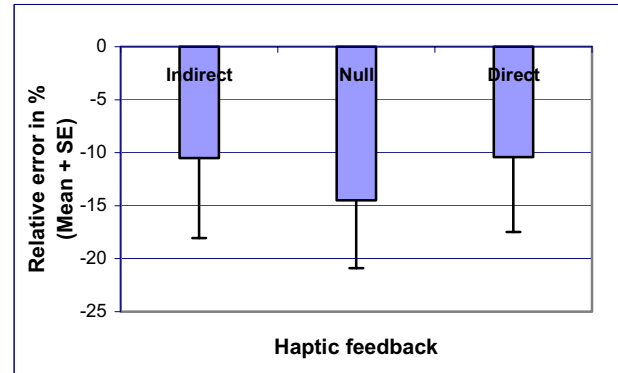 0
Indirect Null Direct
-5
-10
-15
-20
-25
Relative error in %
(Mean + SE)
Haptic feedback